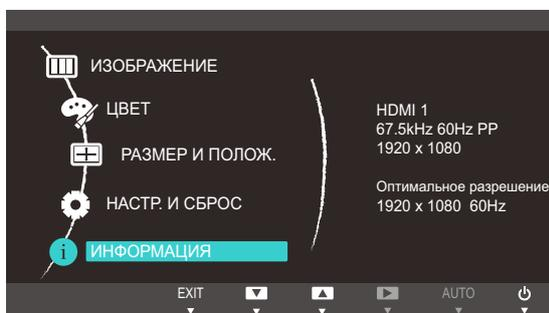 ИЗОБРАЖЕНИЕ
ЦВЕТ
РАЗМЕР И ПОЛОЖ.
НАСТР. И СБРОС
i ИНФОРМАЦИЯ
HDMI 1
67.5kHz 60Hz PP
1920 x 1080
Оптимальное разрешение
1920 x 1080 60Hz
EXIT AUTO